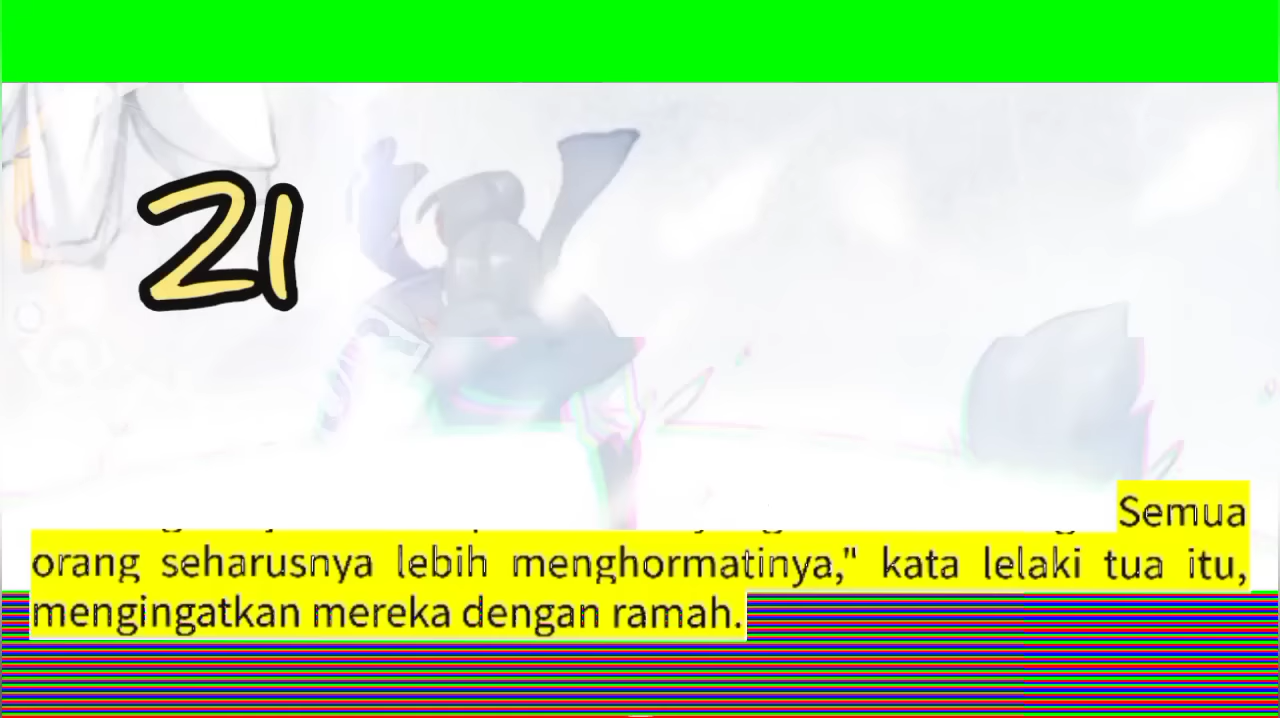 21
Semua
orang seharusnya lebih menghormatinya," kata lelaki tua itu,
mengingatkan mereka dengan ramah.